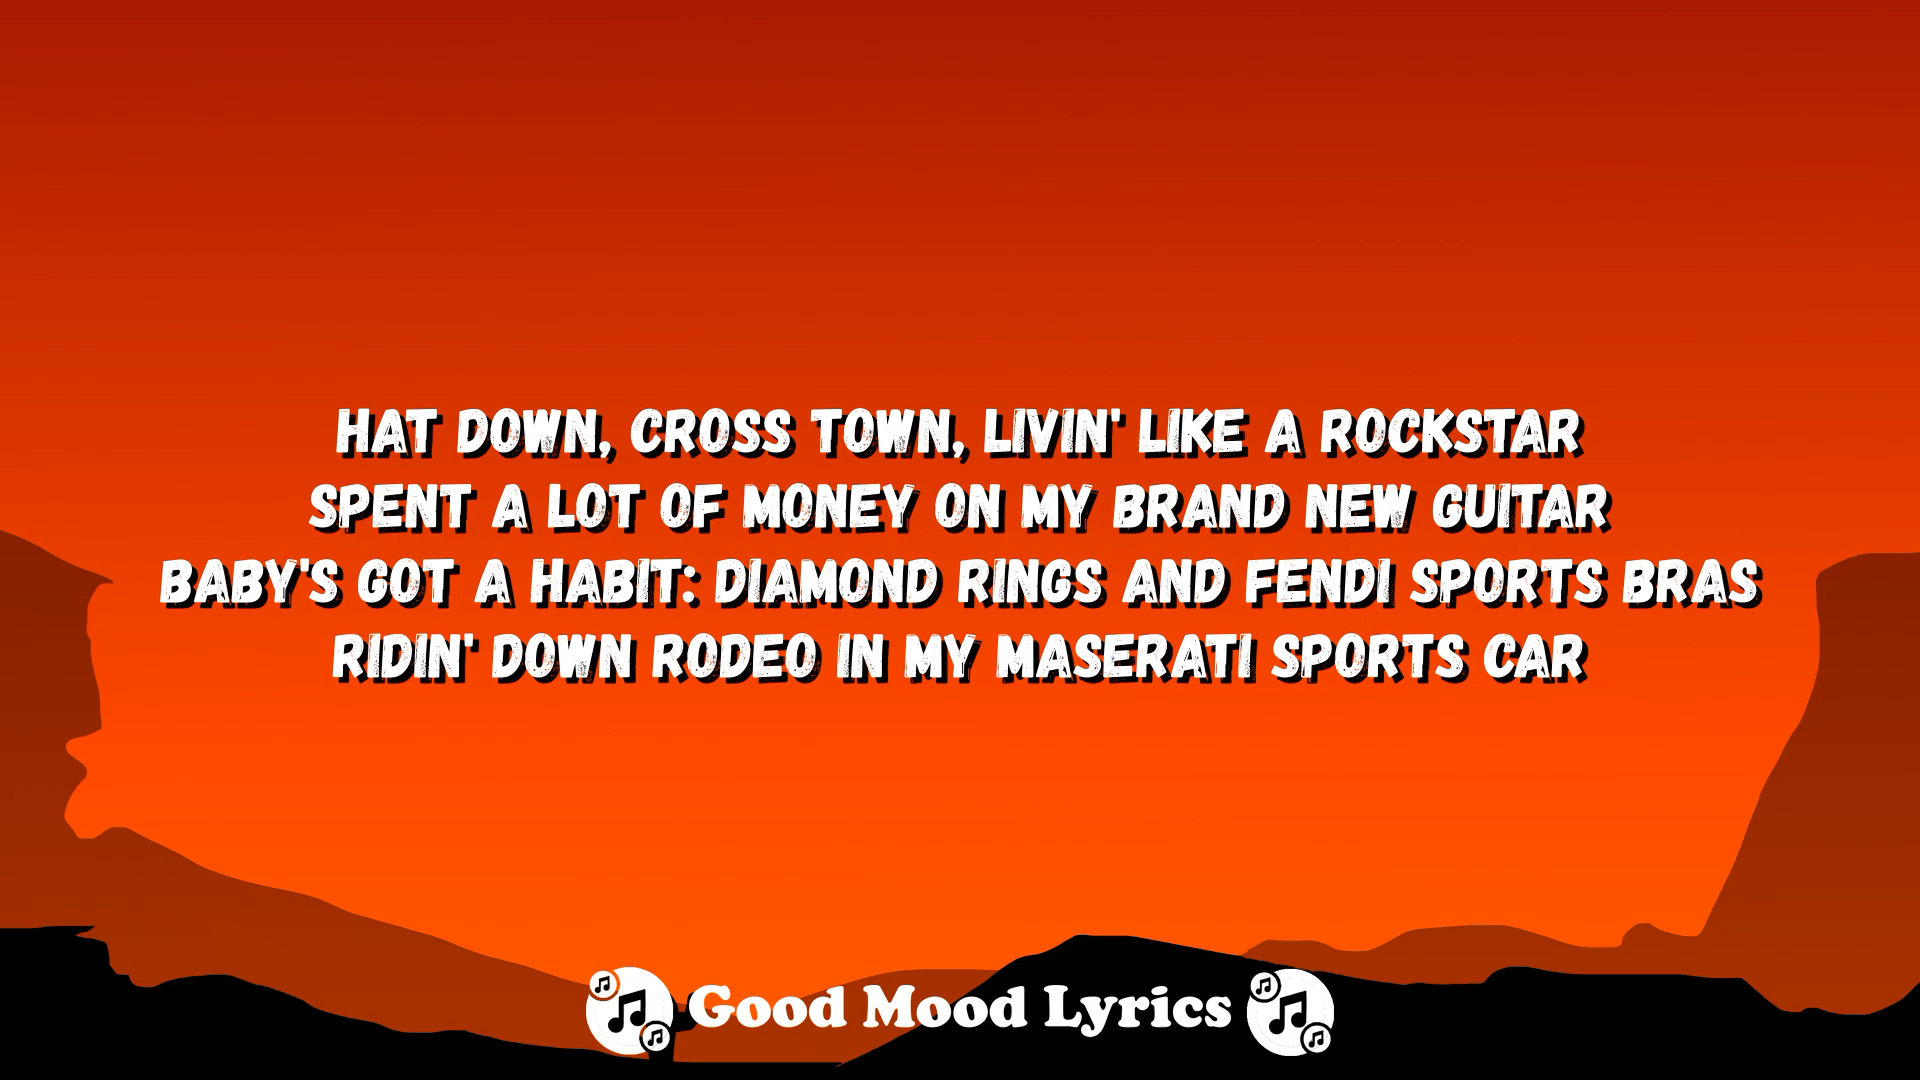 HAT DOWN, CROSS TOWN, LIVIN' LIKE A ROCKSTAR
SPENT A LOT OF MONEY ON MY BRAND NEW GUITAR
BABY'S GOT A HABIT: DIAMOND RINGS AND FENDI SPORTS BRAS
RIDIN' DOWN RODEO IN MY MASERATI SPORTS CAR
Good Mood Lyrics